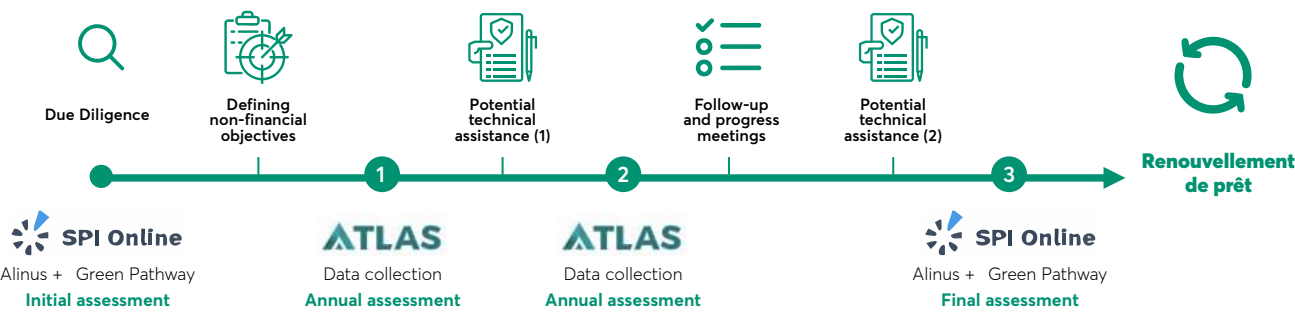 Due Diligence
Defining
non-financial
objectives
Potential
technical
assistance (1)
Follow-up
and progress
meetings
Potential
technical
assistance (2)
Renouvellement
de prêt
1
2
3
SPI Online
Alinus + Green Pathway
Initial assessment
ATLAS
Data collection
Annual assessment
ATLAS
Data collection
Annual assessment
SPI Online
Alinus + Green Pathway
Final assessment